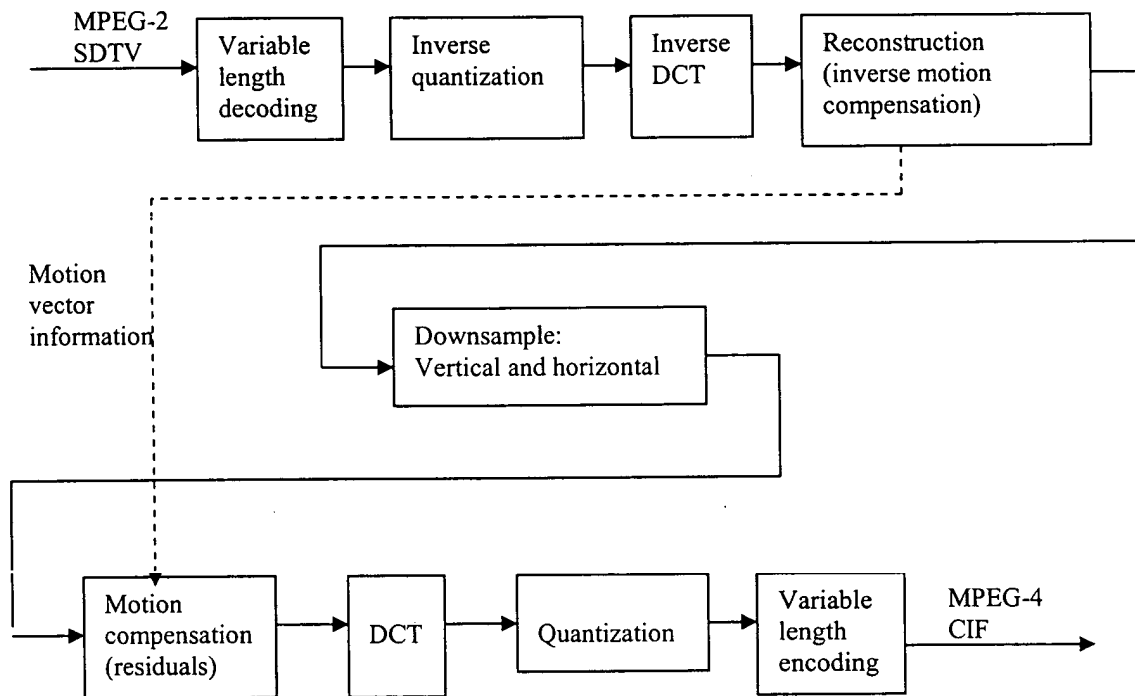 MPEG-2
SDTV
Variable
length
decoding
Inverse
quantization
Inverse
DCT
Reconstruction
(inverse motion
compensation)
Motion
vector
information
Downsample:
Vertical and horizontal
Motion
compensation
(residuals)
DCT
Quantization
Variable
length
encoding
MPEG-4
CIF